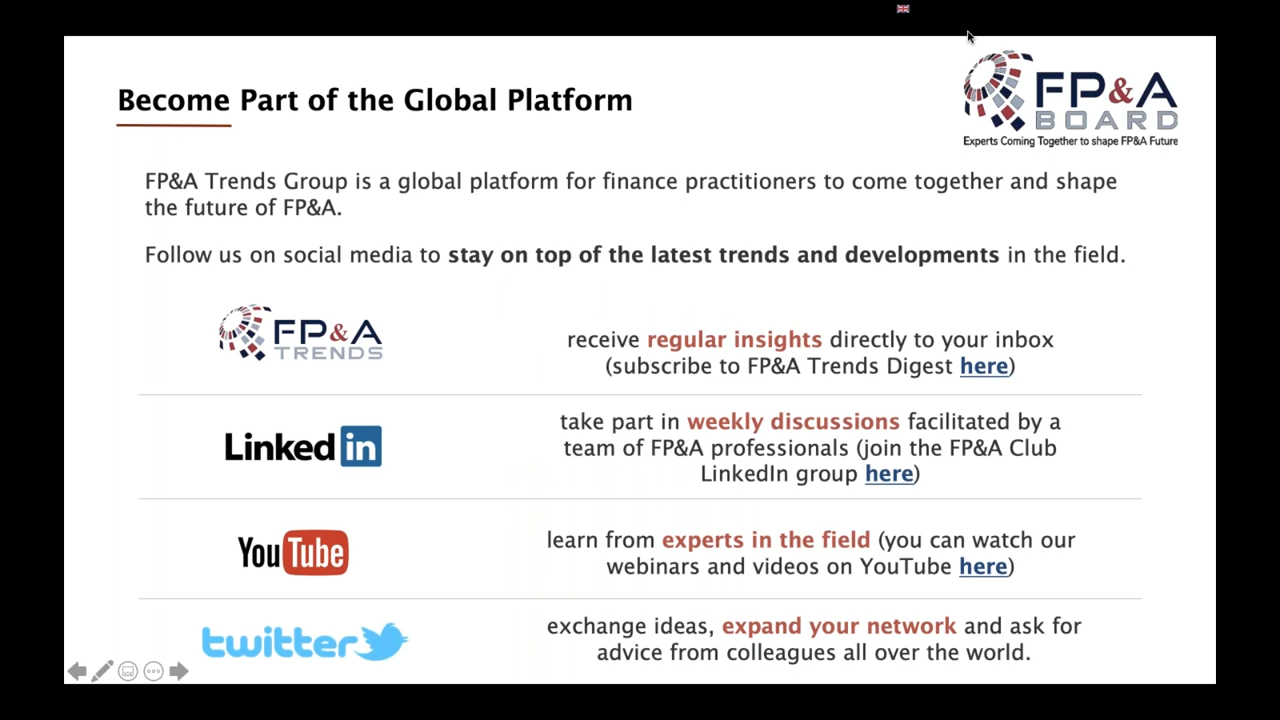 FP&A
BOARD
Experts Coming Together to shape FP&A Future
Become Part of the Global Platform
FP&A Trends Group is a global platform for finance practitioners to come together and shape
the future of FP&A.
Follow us on social media to stay on top of the latest trends and developments in the field.
FP&A
TRENDS
receive regular insights directly to your inbox
(subscribe to FP&A Trends Digest here)
Linked in
take part in weekly discussions facilitated by a
team of FP&A professionals (join the FP&A Club
LinkedIn group here)
YouTube
learn from experts in the field (you can watch our
webinars and videos on YouTube here)
twitter
exchange ideas, expand your network and ask for
advice from colleagues all over the world.